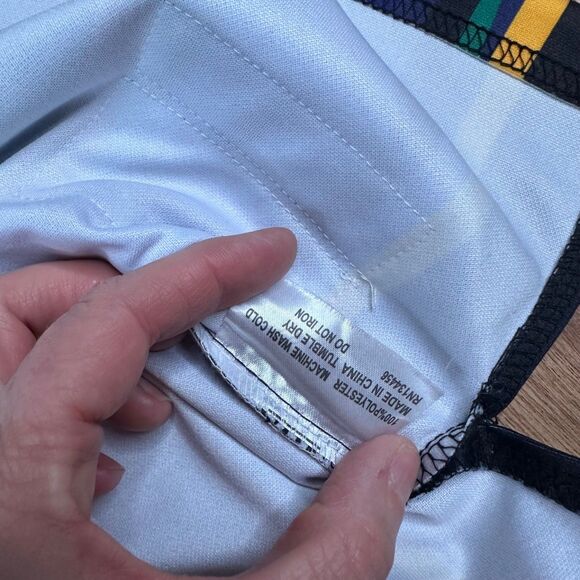 100%POLYESTER MACHINE WASH COLD
MADE IN CHINA TUMBLE DRY
RN134456 DO NOT IRON